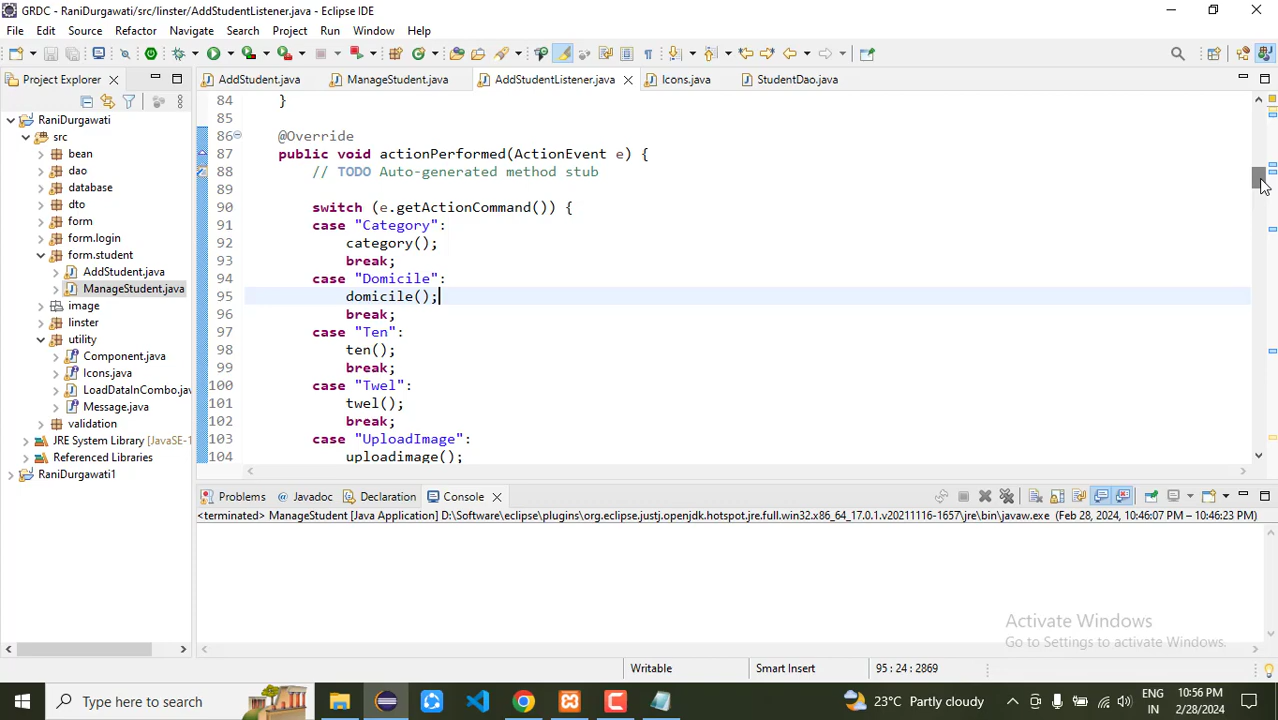 GRDC - RaniDurgawati/src/linster/AddStudentListener.java - Eclipse IDE
File Edit Source Refactor Navigate Search Project Run Window Help
Project Explorer
AddStudent.java ManageStudent.java AddStudentListener.java Icons.java StudentDao.java
RaniDurgawati
src
bean
dao
database
dto
form
form.login
form.student
AddStudent.java
ManageStudent.java
image
linster
utility
Component.java
Icons.java
LoadDataInCombo.jav
Message.java
validation
JRE System Library [JavaSE-1
Referenced Libraries
RaniDurgawati1
84 }
85
86 @Override
87 public void actionPerformed(ActionEvent e) {
88 // TODO Auto-generated method stub
89
90 switch (e.getActionCommand()) {
91 case "Category":
92 category();
93 break;
94 case "Domicile":
95 domicile();
96 break;
97 case "Ten":
98 ten();
99 break;
100 case "Twel":
101 twel();
102 break;
103 case "UploadImage":
104 uploadimage();
Problems Javadoc Declaration Console
<terminated> ManageStudent [Java Application] D:\Software\eclipse\plugins\org.eclipse.justj.openjdk.hotspot.jre.full.win32.x86_64_17.0.1.v20211116-1657\jre\bin\javaw.exe (Feb 28, 2024, 10:46:07 PM – 10:46:23 PM)
Activate Windows
Go to Settings to activate Windows.
Writable Smart Insert 95 : 24 : 2869
Type here to search
23°C Partly cloudy
ENG
IN
10:56 PM
2/28/2024